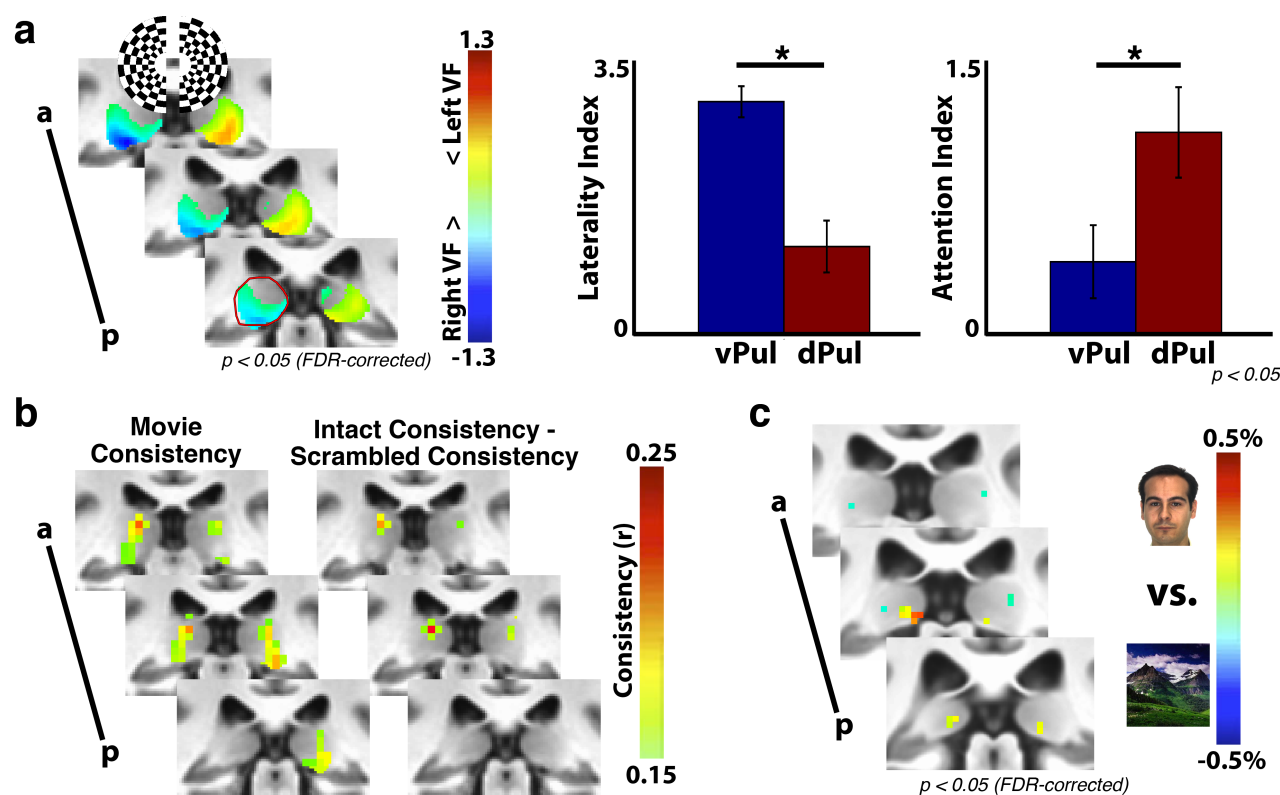 a
a
p
p < 0.05 (FDR-corrected)
1.3
Right VF > < Left VF
-1.3
3.5
Laterality Index
0
vPul dPul
*
1.5
Attention Index
0
vPul dPul
*
p < 0.05
b
Movie
Consistency
Intact Consistency -
Scrambled Consistency
a
p
0.25
Consistency (r)
0.15
c
a
p
p < 0.05 (FDR-corrected)
vs.
0.5%
-0.5%